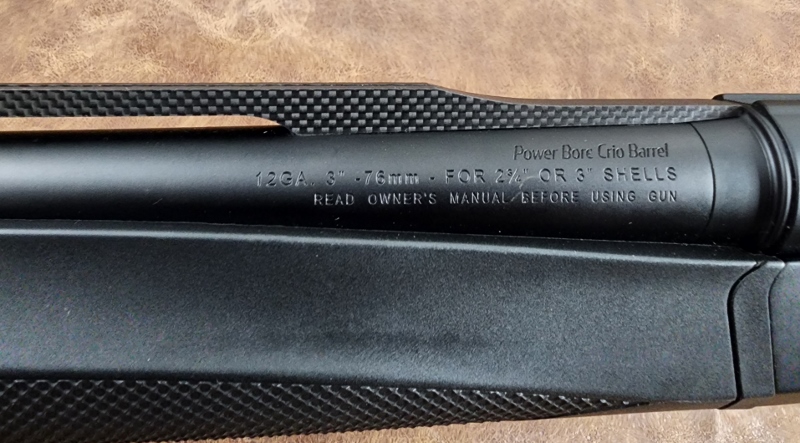 Power Bore Crio Barrel
12GA. 3" -76mm - FOR 2¾" OR 3" SHELLS
READ OWNER'S MANUAL BEFORE USING GUN